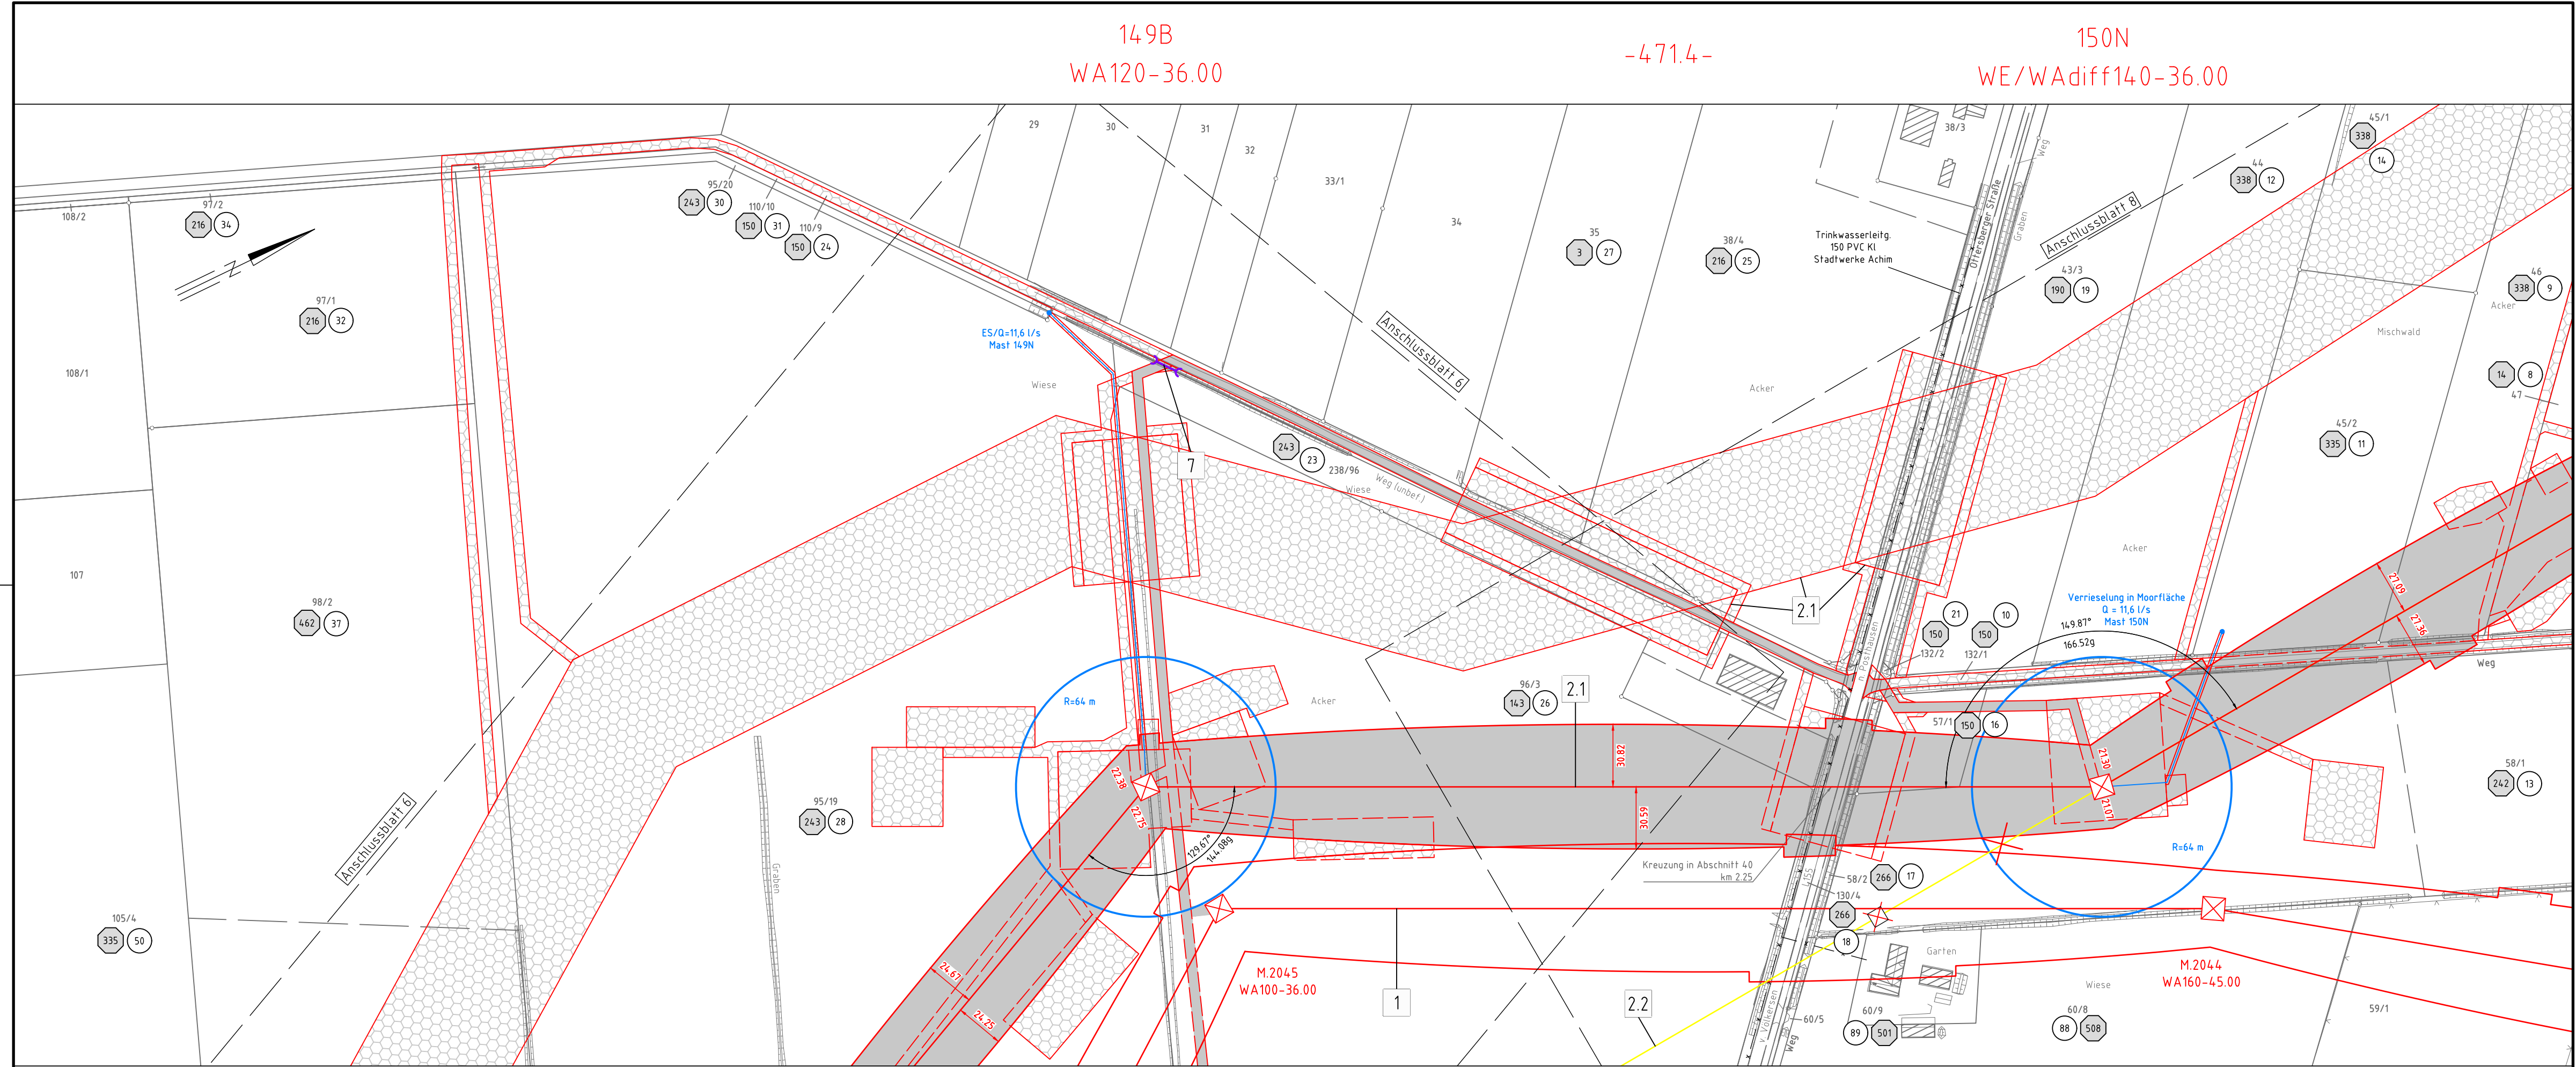 149B
WA120-36.00
-471.4-
150N
WE/WAdiff140-36.00
108/2
97/2
216 34
N
97/1
216 32
108/1
107
98/2
462 37
105/4
335 50
Anschlussblatt 6
95/20
243 30
110/10
150 31
110/9
150 24
29
30
31
32
33/1
34
35
3 27
38/4
216 25
38/3
Trinkwasserleitg.
150 PVC Kl
Stadtwerke Achim
Ottersberger Straße
Weg
Graben
Anschlussblatt 8
43/3
190 19
44
338 12
45/1
338
14
46
338 9
Acker
Mischwald
14 8
47
45/2
335 11
ES/Q=11,6 l/s
Mast 149N
Wiese
Anschlussblatt 6
Acker
7
243
23
238/96
Wiese
Weg (unbef.)
2.1
Acker
Verrieselung in Moorfläche
Q = 11,6 l/s
Mast 150N
149.87°
166.52g
21
150
10
150
132/2
132/1
n Posthausen
27.09
27.36
Weg
R=64 m
Acker
96/3
143 26
2.1
57/1
150 16
58/1
242 13
22.38
22.75
30.82
30.59
21.30
21.07
129.67°
144.08g
95/19
243 28
Graben
Kreuzung in Abschnitt 40
km 2.25
L155
58/2
266 17
130/4
266
18
R=64 m
24.67
24.25
M.2045
WA100-36.00
1
2.2
v Völkersen
Weg
60/5
Garten
60/9
89 501
Wiese
60/8
88 508
M.2044
WA160-45.00
59/1